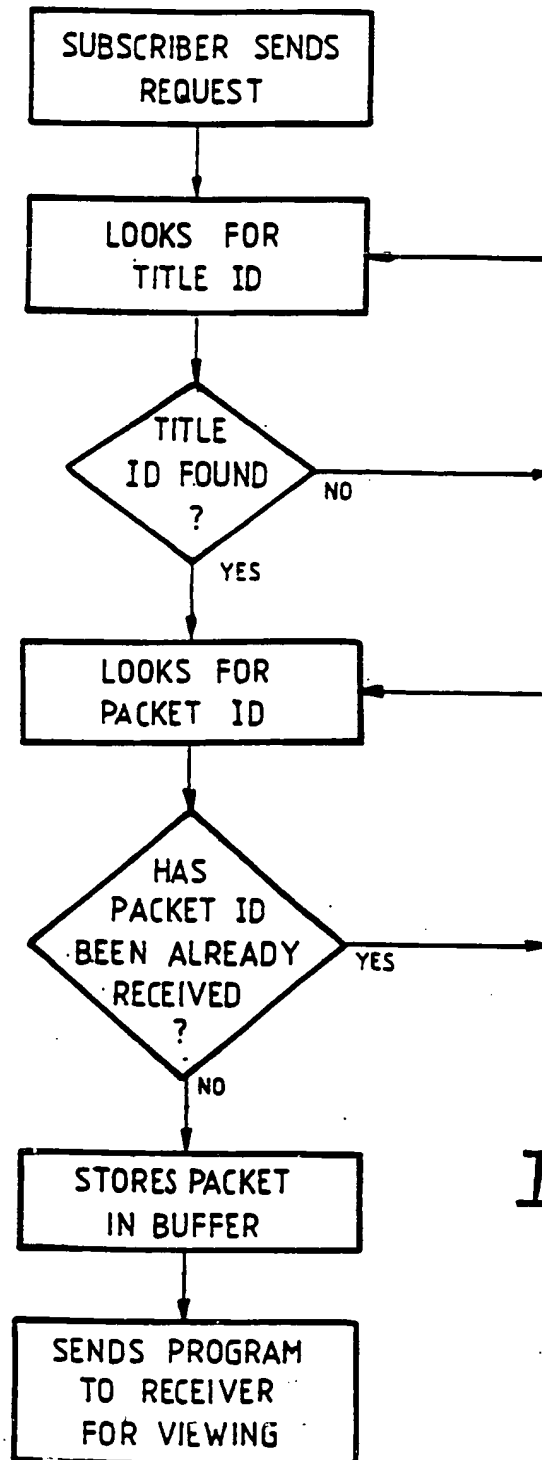 SUBSCRIBER SENDS
REQUEST
LOOKS FOR
TITLE ID
TITLE
ID FOUND
?
NO
YES
LOOKS FOR
PACKET ID
HAS
PACKET ID
BEEN ALREADY
RECEIVED
?
YES
NO
STORES PACKET
IN BUFFER
SENDS PROGRAM
TO RECEIVER
FOR VIEWING